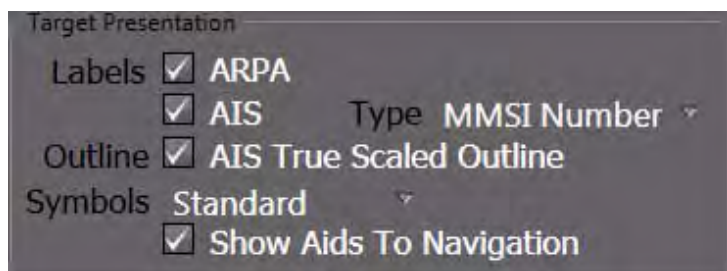 Target Presentation
Labels ARPA
AIS Type MMSI Number
Outline AIS True Scaled Outline
Symbols Standard
Show Aids To Navigation